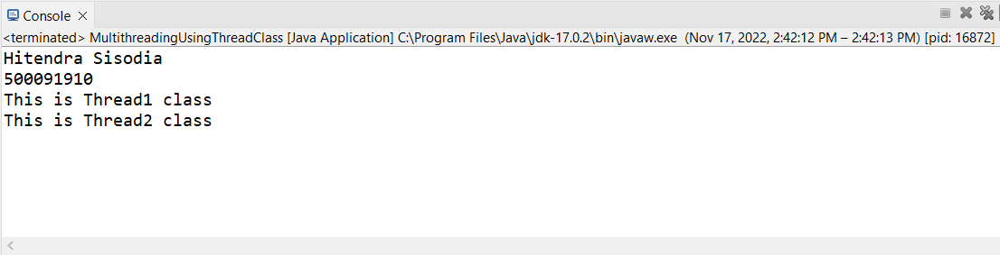 Console
<terminated> MultithreadingUsingThreadClass [Java Application] C:\Program Files\Java\jdk-17.0.2\bin\javaw.exe (Nov 17, 2022, 2:42:12 PM – 2:42:13 PM) [pid: 16872]
Hitendra Sisodia
500091910
This is Thread1 class
This is Thread2 class